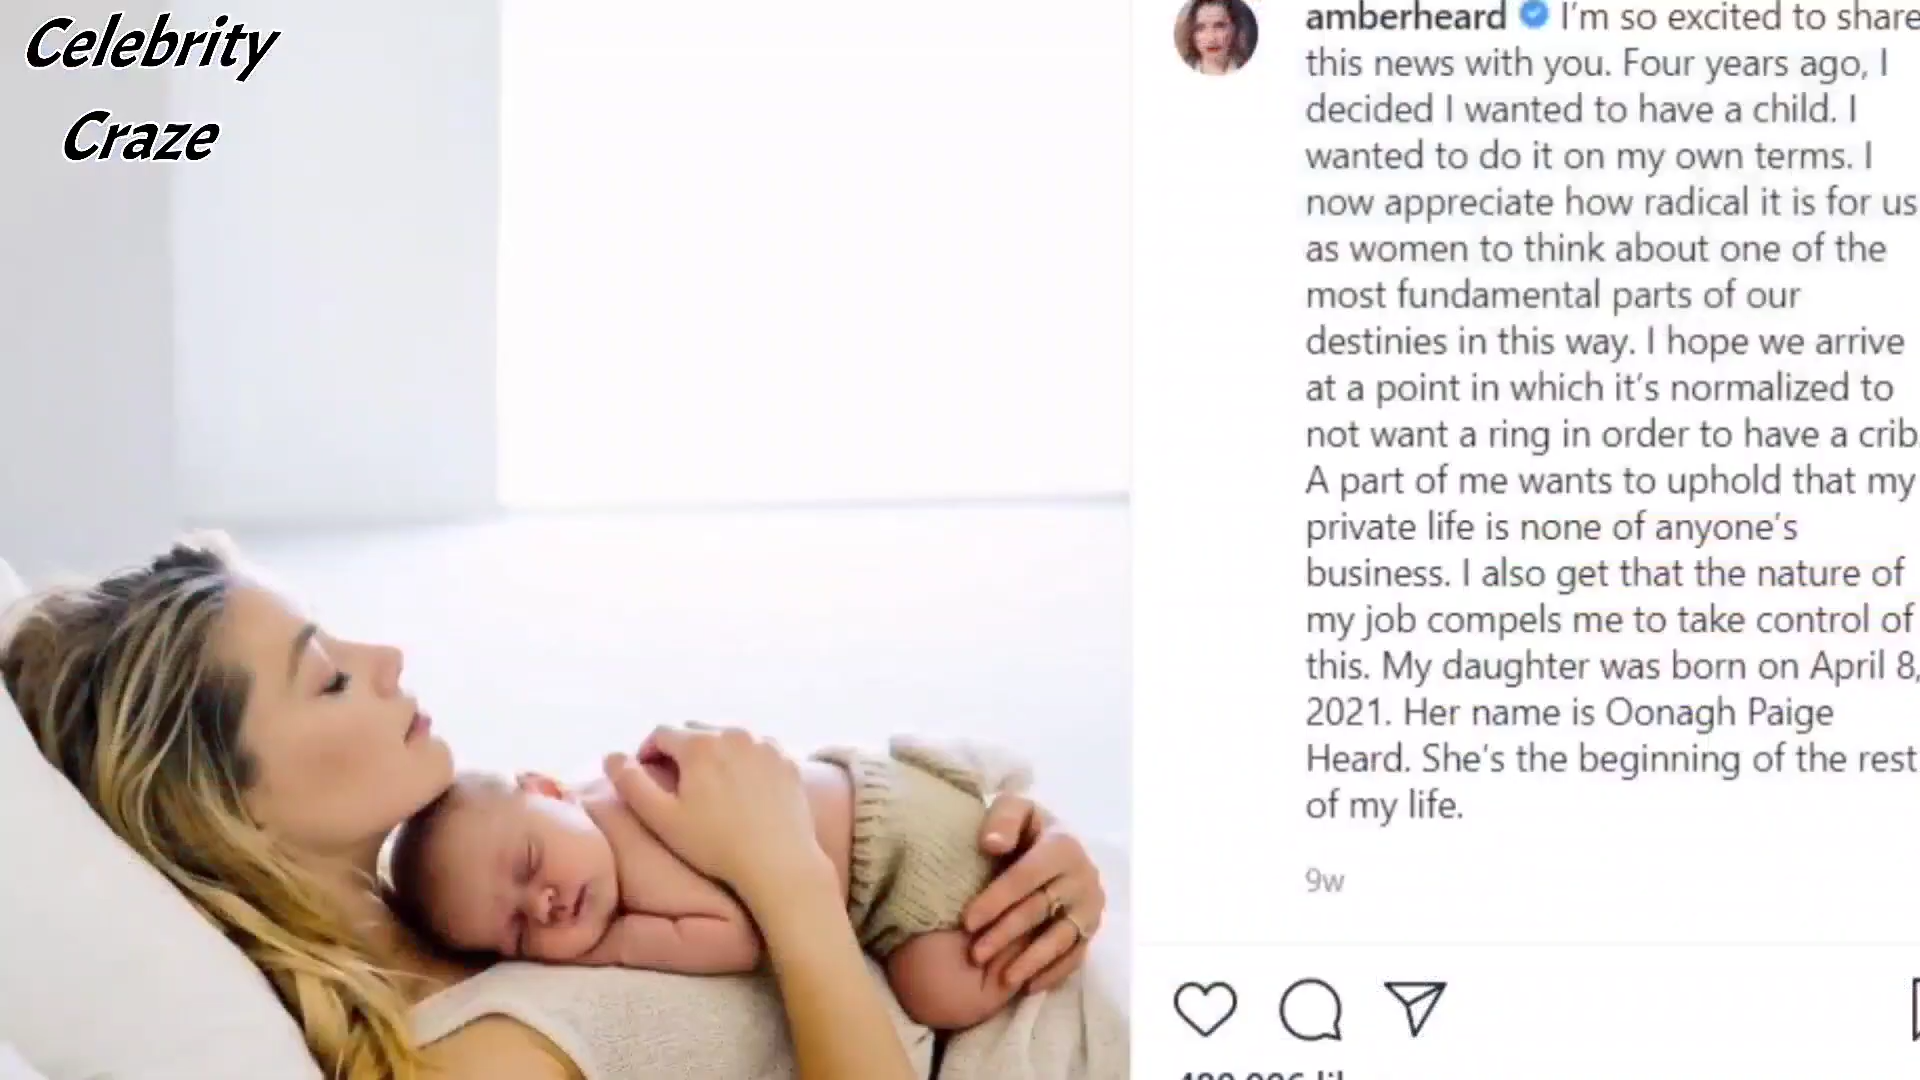 Celebrity
Craze
amberheard I'm so excited to share
this news with you. Four years ago, I
decided I wanted to have a child. I
wanted to do it on my own terms. I
now appreciate how radical it is for us
as women to think about one of the
most fundamental parts of our
destinies in this way. I hope we arrive
at a point in which it's normalized to
not want a ring in order to have a crib.
A part of me wants to uphold that my
private life is none of anyone's
business. I also get that the nature of
my job compels me to take control of
this. My daughter was born on April 8,
2021. Her name is Oonagh Paige
Heard. She's the beginning of the rest
of my life.
9w